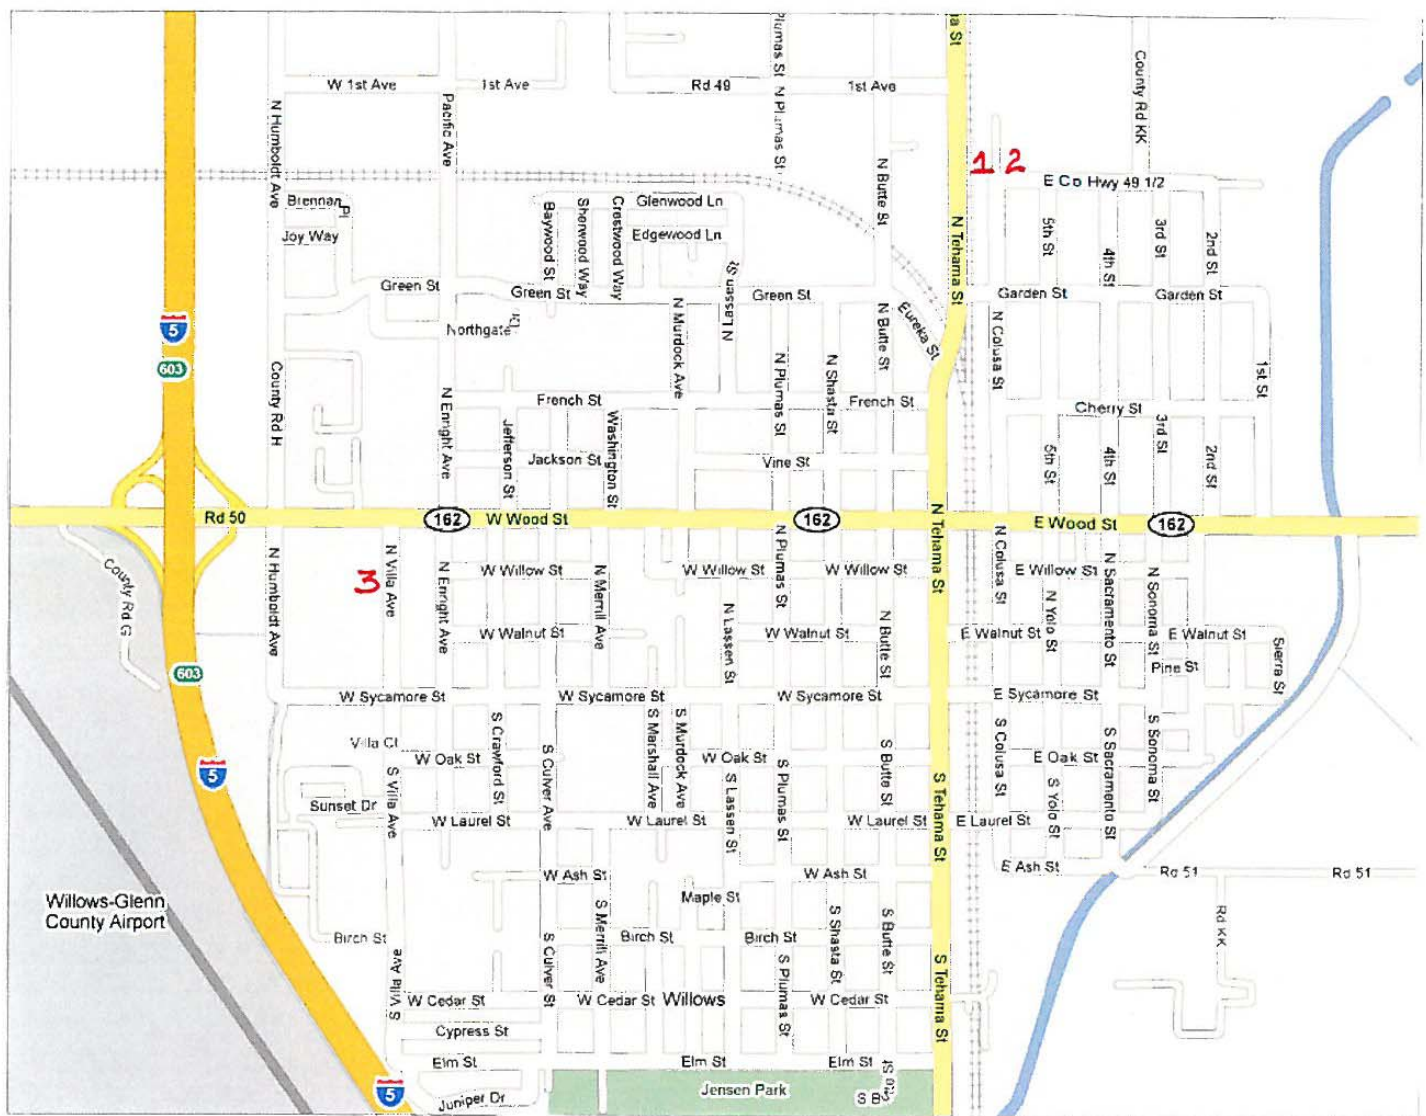 Plumas St
a St
W 1st Ave
1st Ave
Rd 49
1st Ave
County Rd KK
N Humboldt Ave
Pacific Ave
N Plumas St
N Butte St
1 2
E Co Hwy 49 1/2
Brennan Pl
Joy Way
Baywood St
Sherwood Way
Crestwood Way
Glenwood Ln
Edgewood Ln
N Tehama St
5th St
4th St
3rd St
2nd St
Green St
Green St
N Lassen St
Green St
Garden St
Garden St
Northgate
N Murdock Ave
N Butte St
Eureka St
N Colusa St
5
603
County Rd H
N Plumas St
N Shasta St
1st St
N Enright Ave
French St
French St
Cherry St
Jefferson St
Jackson St
Washington St
Vine St
5th St
4th St
3rd St
2nd St
Rd 50
162
W Wood St
162
N Tehama St
E Wood St
162
County Rd G
N Humboldt Ave
3
N Villa Ave
N Enright Ave
W Willow St
N Merrill Ave
W Willow St
N Plumas St
W Willow St
N Colusa St
E Willow St
N Yolo St
N Sacramento St
N Sonoma St
W Walnut St
N Lassen St
W Walnut St
N Butte St
E Walnut St
E Walnut St
Pine St
Sierra St
603
W Sycamore St
W Sycamore St
W Sycamore St
E Sycamore St
Villa Ct
W Oak St
S Crawford St
S Culver Ave
S Marshall Ave
S Murdock Ave
W Oak St
S Plumas St
S Butte St
S Colusa St
E Oak St
S Sacramento St
S Sonoma St
5
Sunset Dr
S Villa Ave
W Laurel St
W Laurel St
S Lassen St
W Laurel St
S Tehama St
E Laurel St
S Yolo St
W Ash St
W Ash St
E Ash St
Rd 51
Rd 51
Willows-Glenn
County Airport
Maple St
S Merrill Ave
S Shasta St
S Butte St
Rd KK
Birch St
Birch St
Birch St
S Villa Ave
S Culver St
S Plumas St
S Tehama St
W Cedar St
W Cedar St
Willows
W Cedar St
Cypress St
Elm St
Elm St
Elm St
5
Juniper Dr
Jensen Park
S B